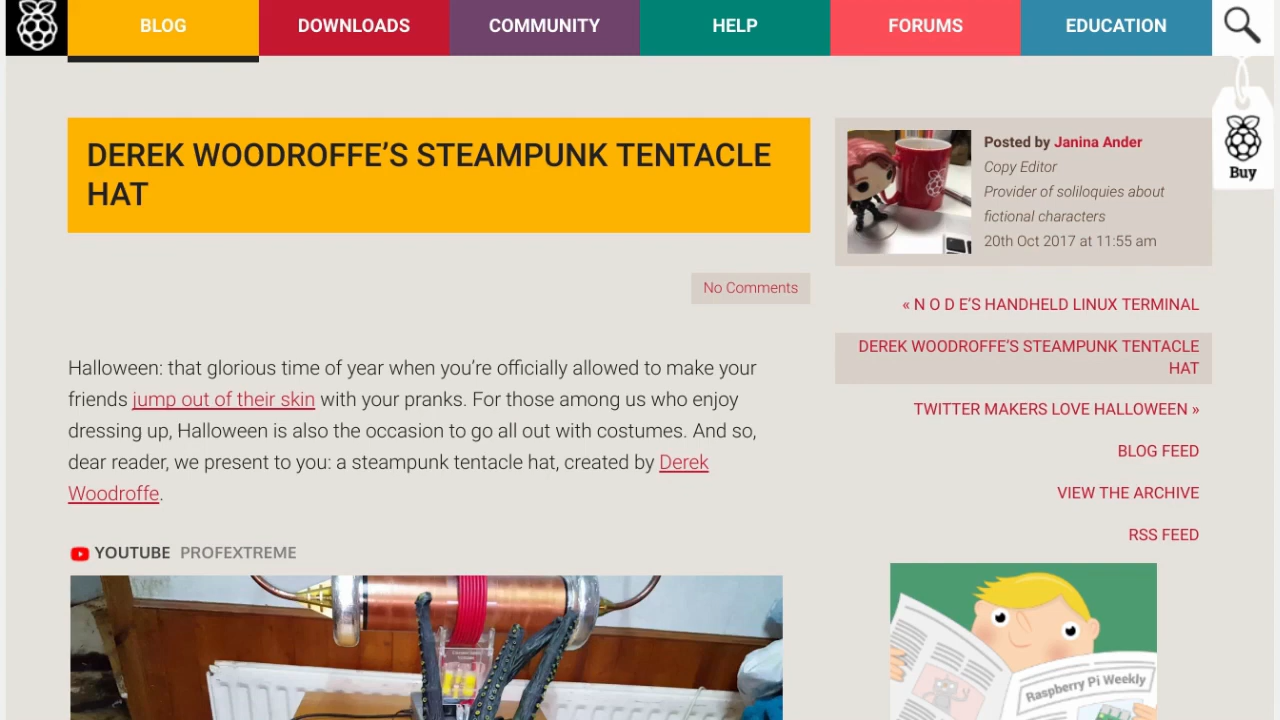 BLOG
DOWNLOADS
COMMUNITY
HELP
FORUMS
EDUCATION
Buy
DEREK WOODROFFE’S STEAMPUNK TENTACLE
HAT
No Comments
Halloween: that glorious time of year when you’re officially allowed to make your
friends jump out of their skin with your pranks. For those among us who enjoy
dressing up, Halloween is also the occasion to go all out with costumes. And so,
dear reader, we present to you: a steampunk tentacle hat, created by Derek
Woodroffe.
YOUTUBE PROFEXTREME
Posted by Janina Ander
Copy Editor
Provider of soliloquies about
fictional characters
20th Oct 2017 at 11:55 am
« N O D E’S HANDHELD LINUX TERMINAL
DEREK WOODROFFE’S STEAMPUNK TENTACLE
HAT
TWITTER MAKERS LOVE HALLOWEEN »
BLOG FEED
VIEW THE ARCHIVE
RSS FEED
Raspberry Pi Weekly